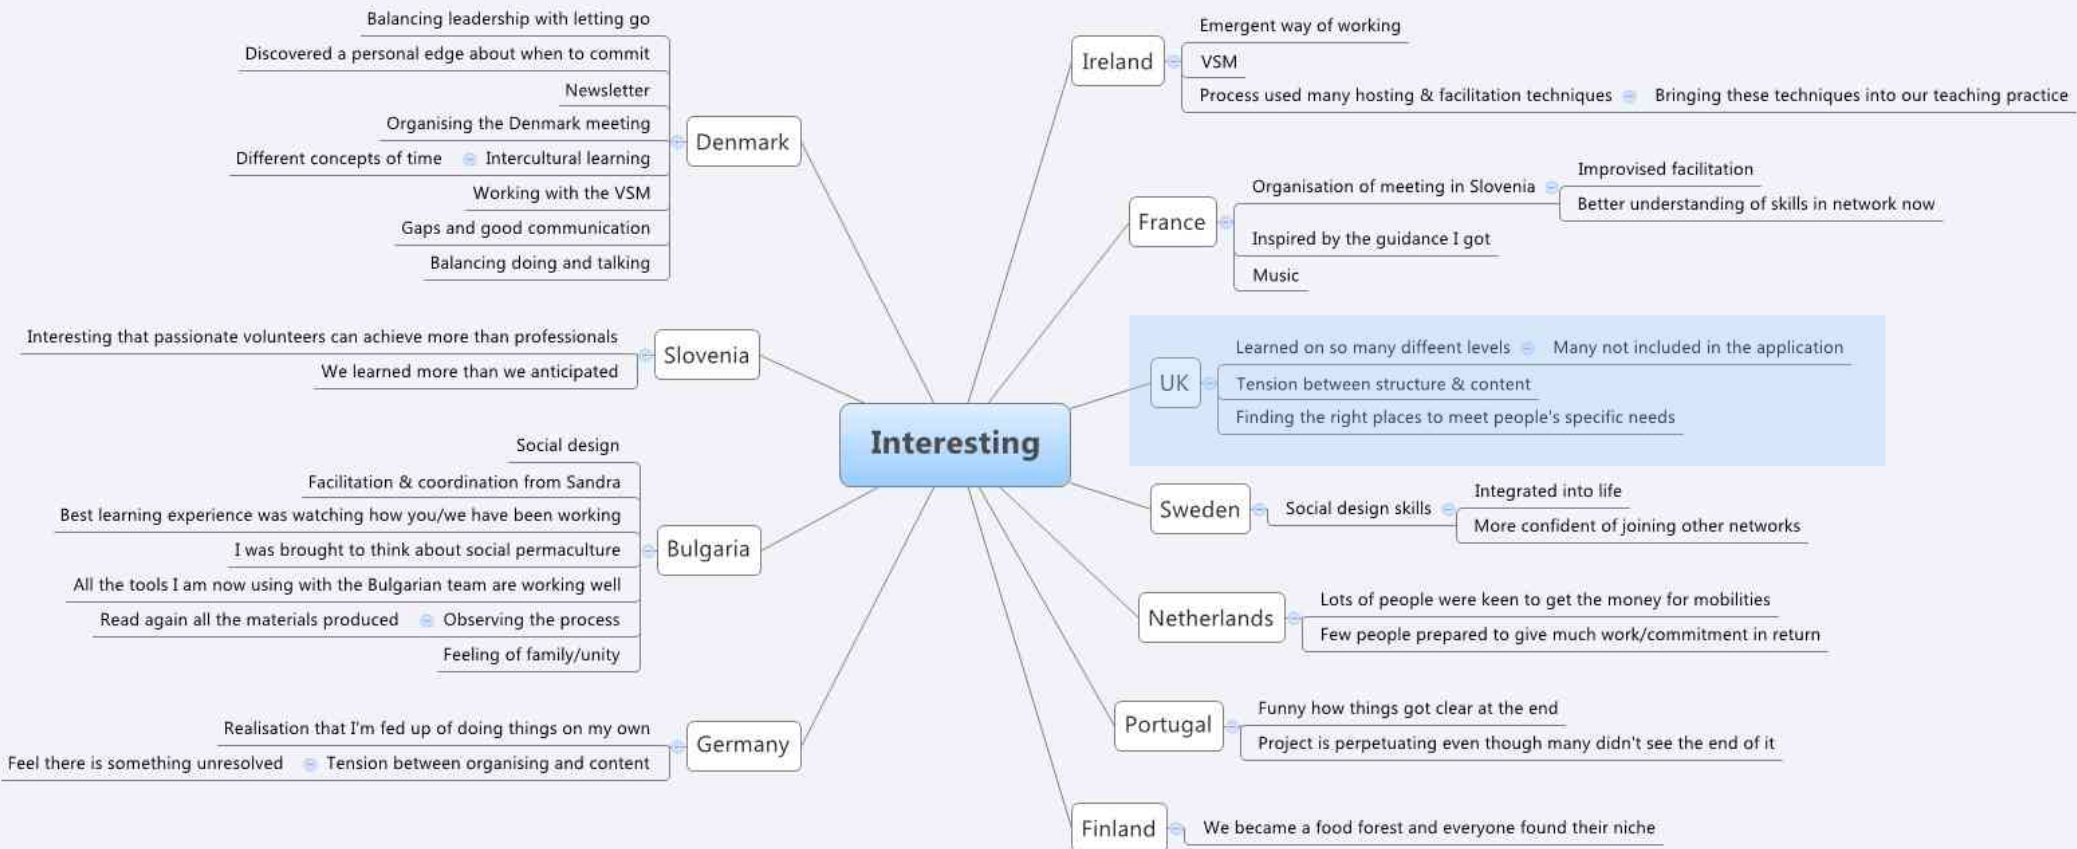 Interesting
Ireland
Emergent way of working
VSM
Process used many hosting & facilitation techniques
Bringing these techniques into our teaching practice
France
Organisation of meeting in Slovenia
Improvised facilitation
Better understanding of skills in network now
Inspired by the guidance I got
Music
UK
Learned on so many diffeent levels
Many not included in the application
Tension between structure & content
Finding the right places to meet people's specific needs
Sweden
Social design skills
Integrated into life
More confident of joining other networks
Netherlands
Lots of people were keen to get the money for mobilities
Few people prepared to give much work/commitment in return
Portugal
Funny how things got clear at the end
Project is perpetuating even though many didn't see the end of it
Finland
We became a food forest and everyone found their niche
Denmark
Balancing leadership with letting go
Discovered a personal edge about when to commit
Newsletter
Organising the Denmark meeting
Intercultural learning
Different concepts of time
Working with the VSM
Gaps and good communication
Balancing doing and talking
Slovenia
Interesting that passionate volunteers can achieve more than professionals
We learned more than we anticipated
Bulgaria
Social design
Facilitation & coordination from Sandra
Best learning experience was watching how you/we have been working
I was brought to think about social permaculture
All the tools I am now using with the Bulgarian team are working well
Observing the process
Read again all the materials produced
Feeling of family/unity
Germany
Realisation that I'm fed up of doing things on my own
Tension between organising and content
Feel there is something unresolved